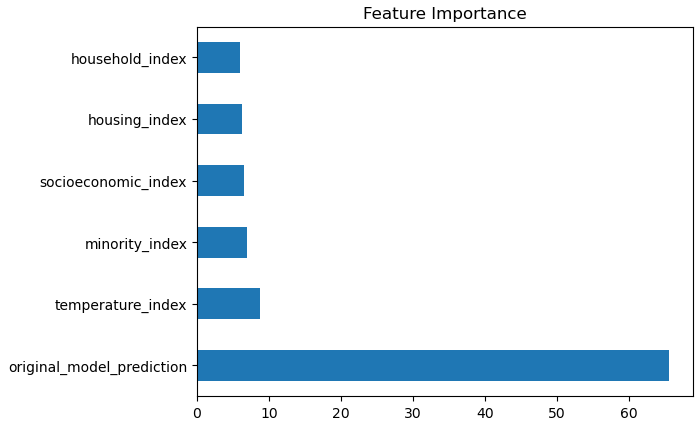 Feature Importance
household_index
housing_index
socioeconomic_index
minority_index
temperature_index
original_model_prediction
0 10 20 30 40 50 60